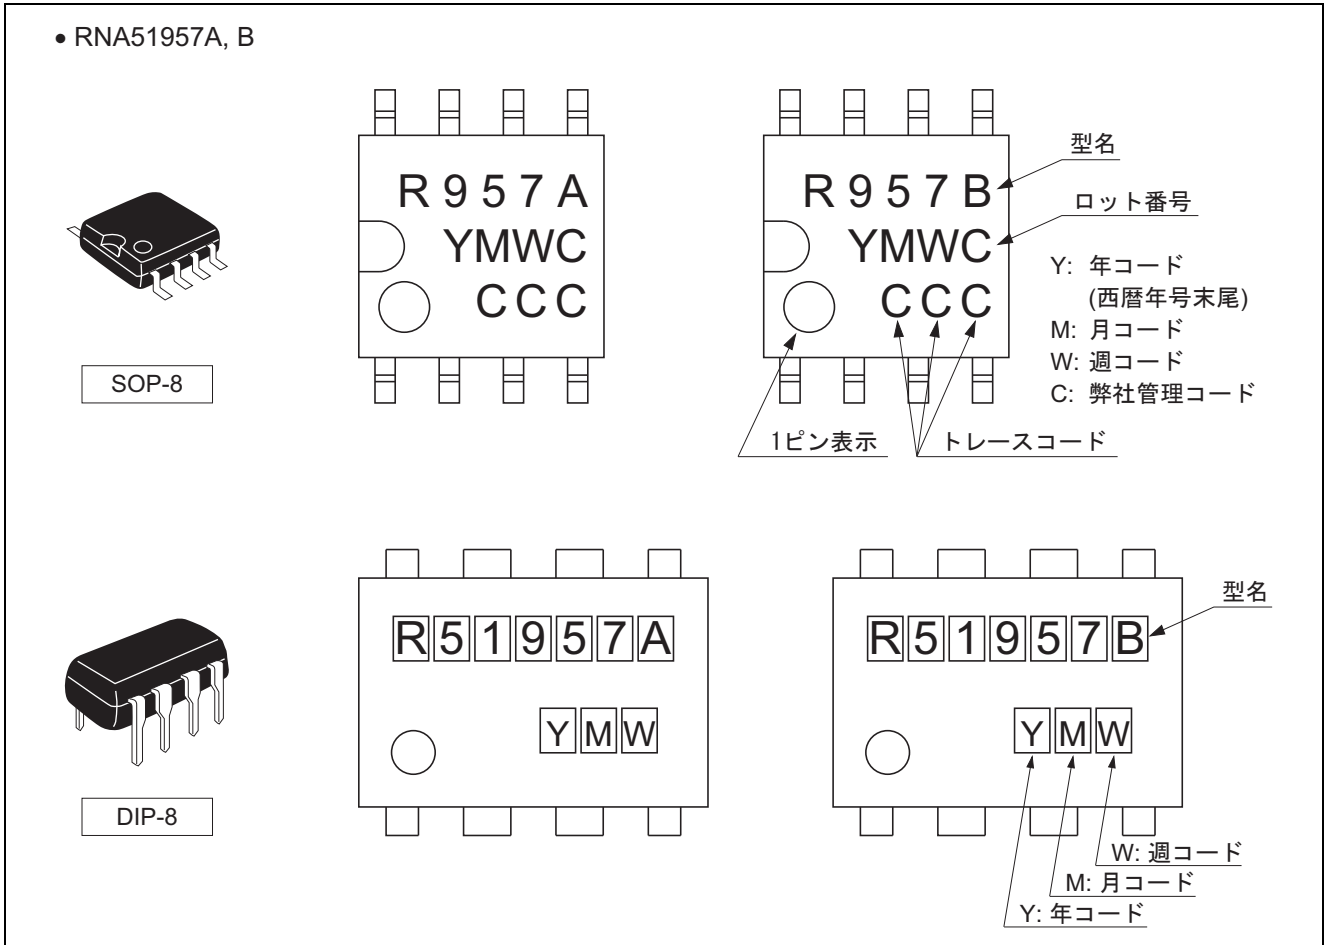 • RNA51957A, B
SOP-8
R957A
YMWC
CCC
R957B
YMWC
CCC
型名
ロット番号
Y: 年コード
(西暦年号末尾)
M: 月コード
W: 週コード
C: 弊社管理コード
1ピン表示
トレースコード
DIP-8
R51957A
YMW
R51957B
YMW
型名
W: 週コード
M: 月コード
Y: 年コード